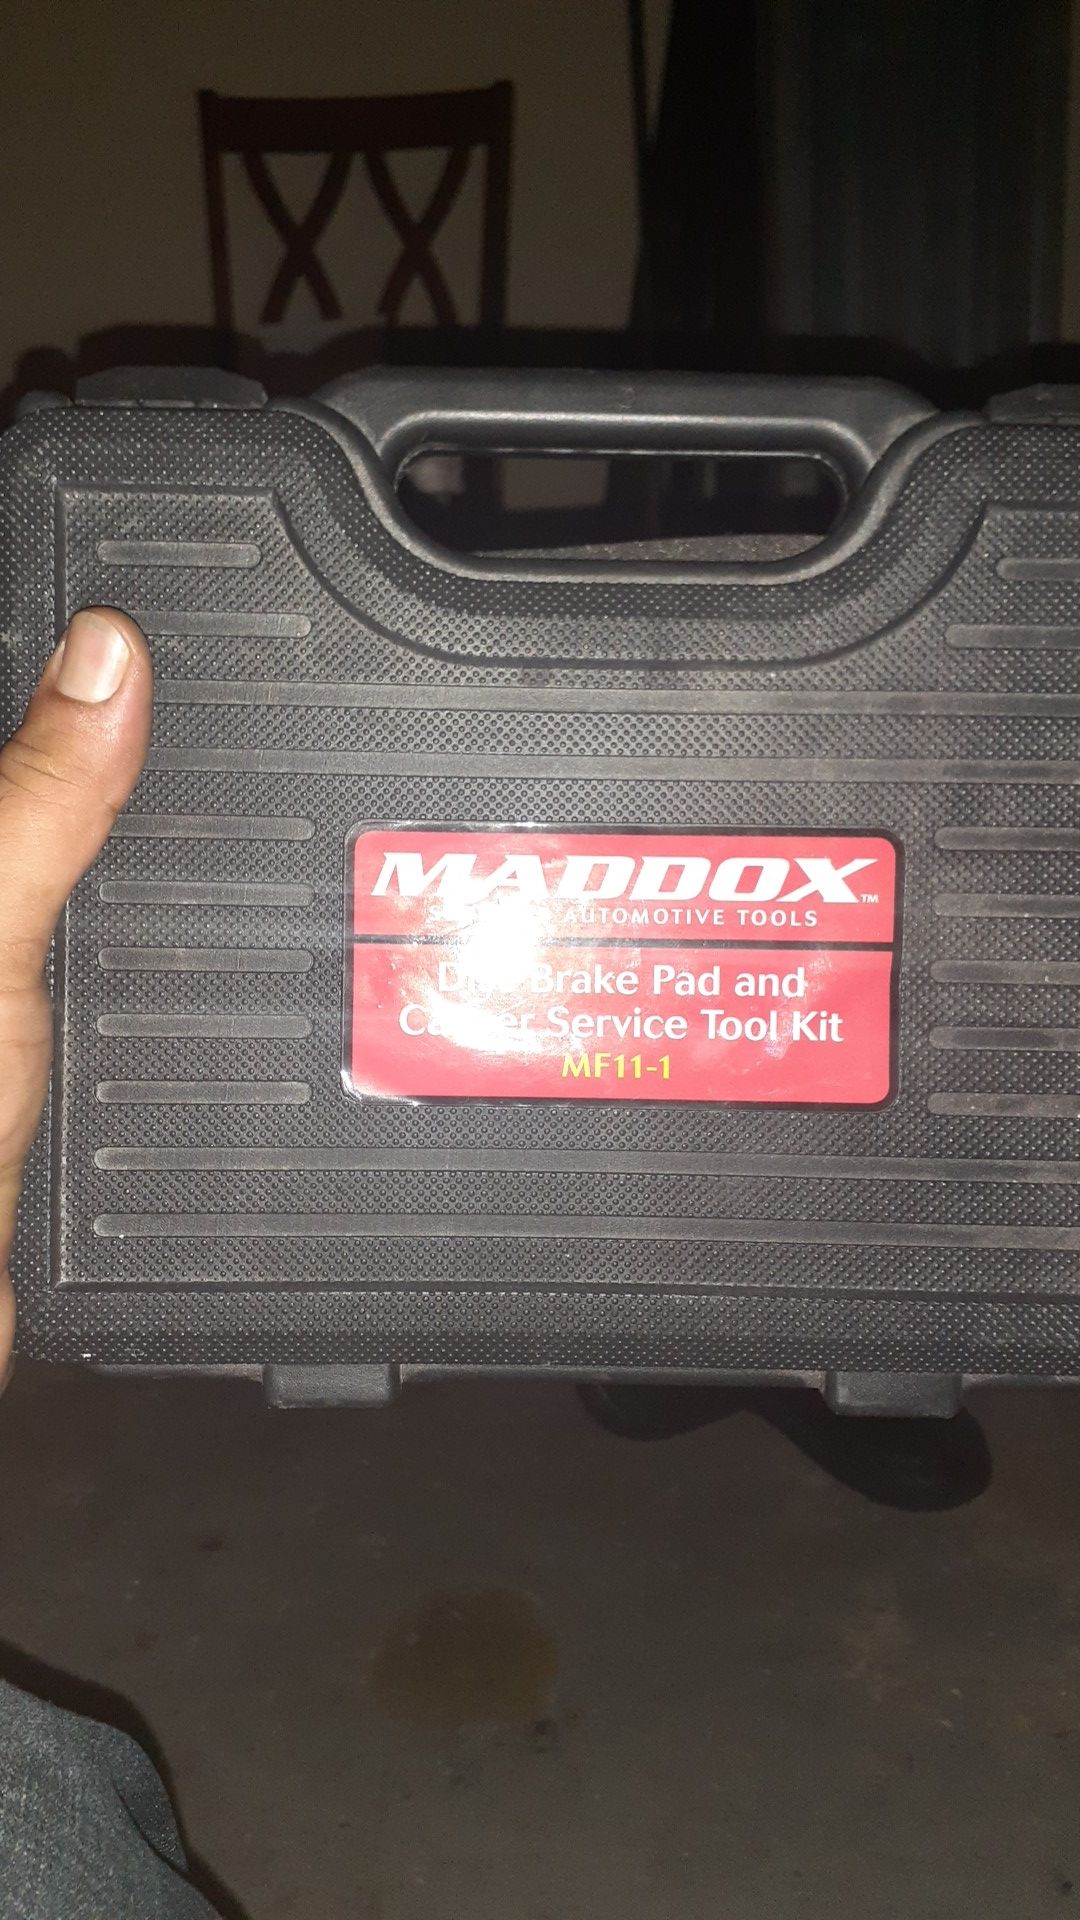 MADDOX™
AUTOMOTIVE TOOLS
Brake Pad and
Service Tool Kit
MF11-1